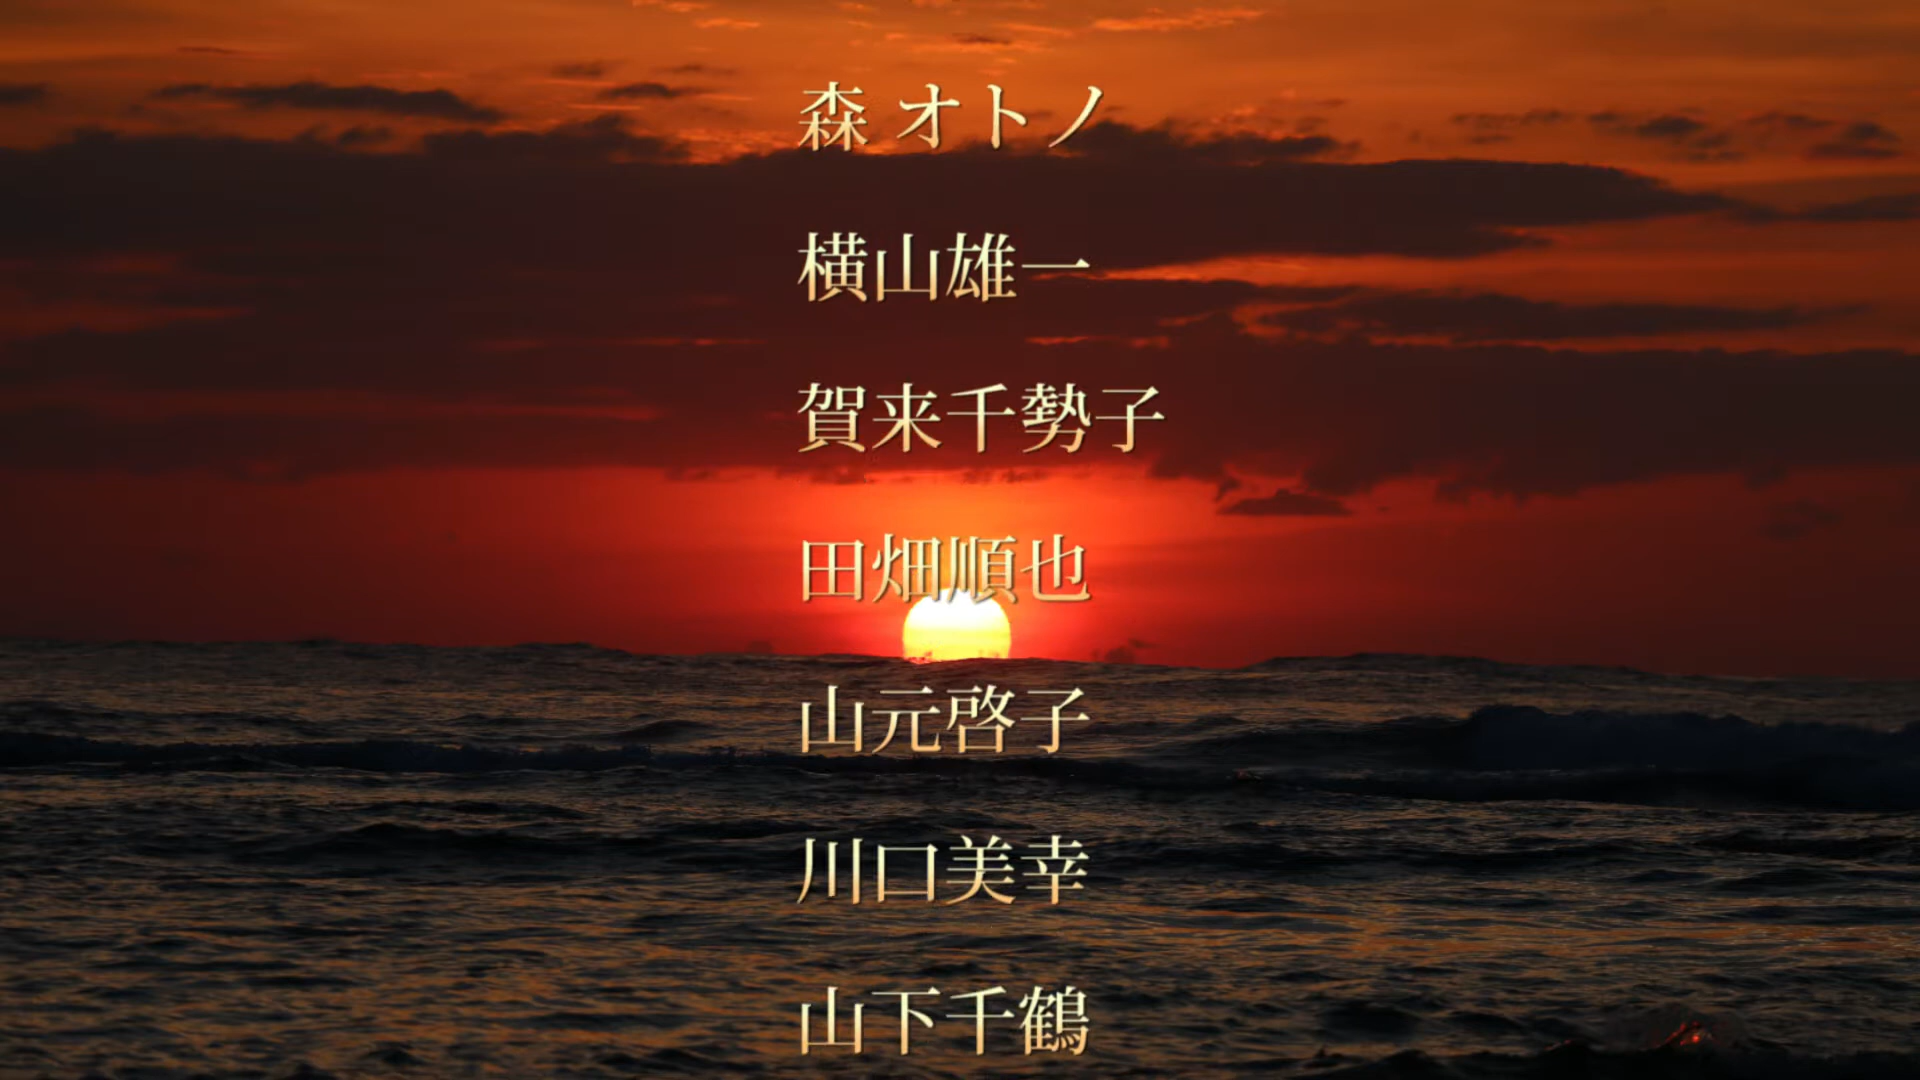 森 オトノ
横山雄一
賀来千勢子
田畑順也
山元啓子
川口美幸
山下千鶴